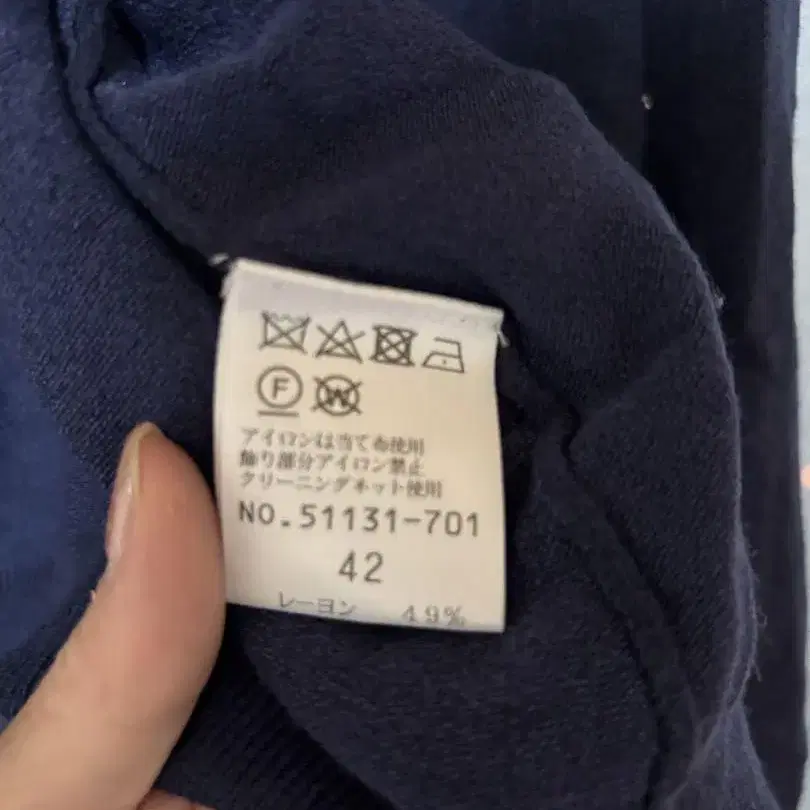 F W
アイロンは当て布使用
飾り部分アイロン禁止
クリーニングネット使用
NO.51131-701
42
レーヨン 49%